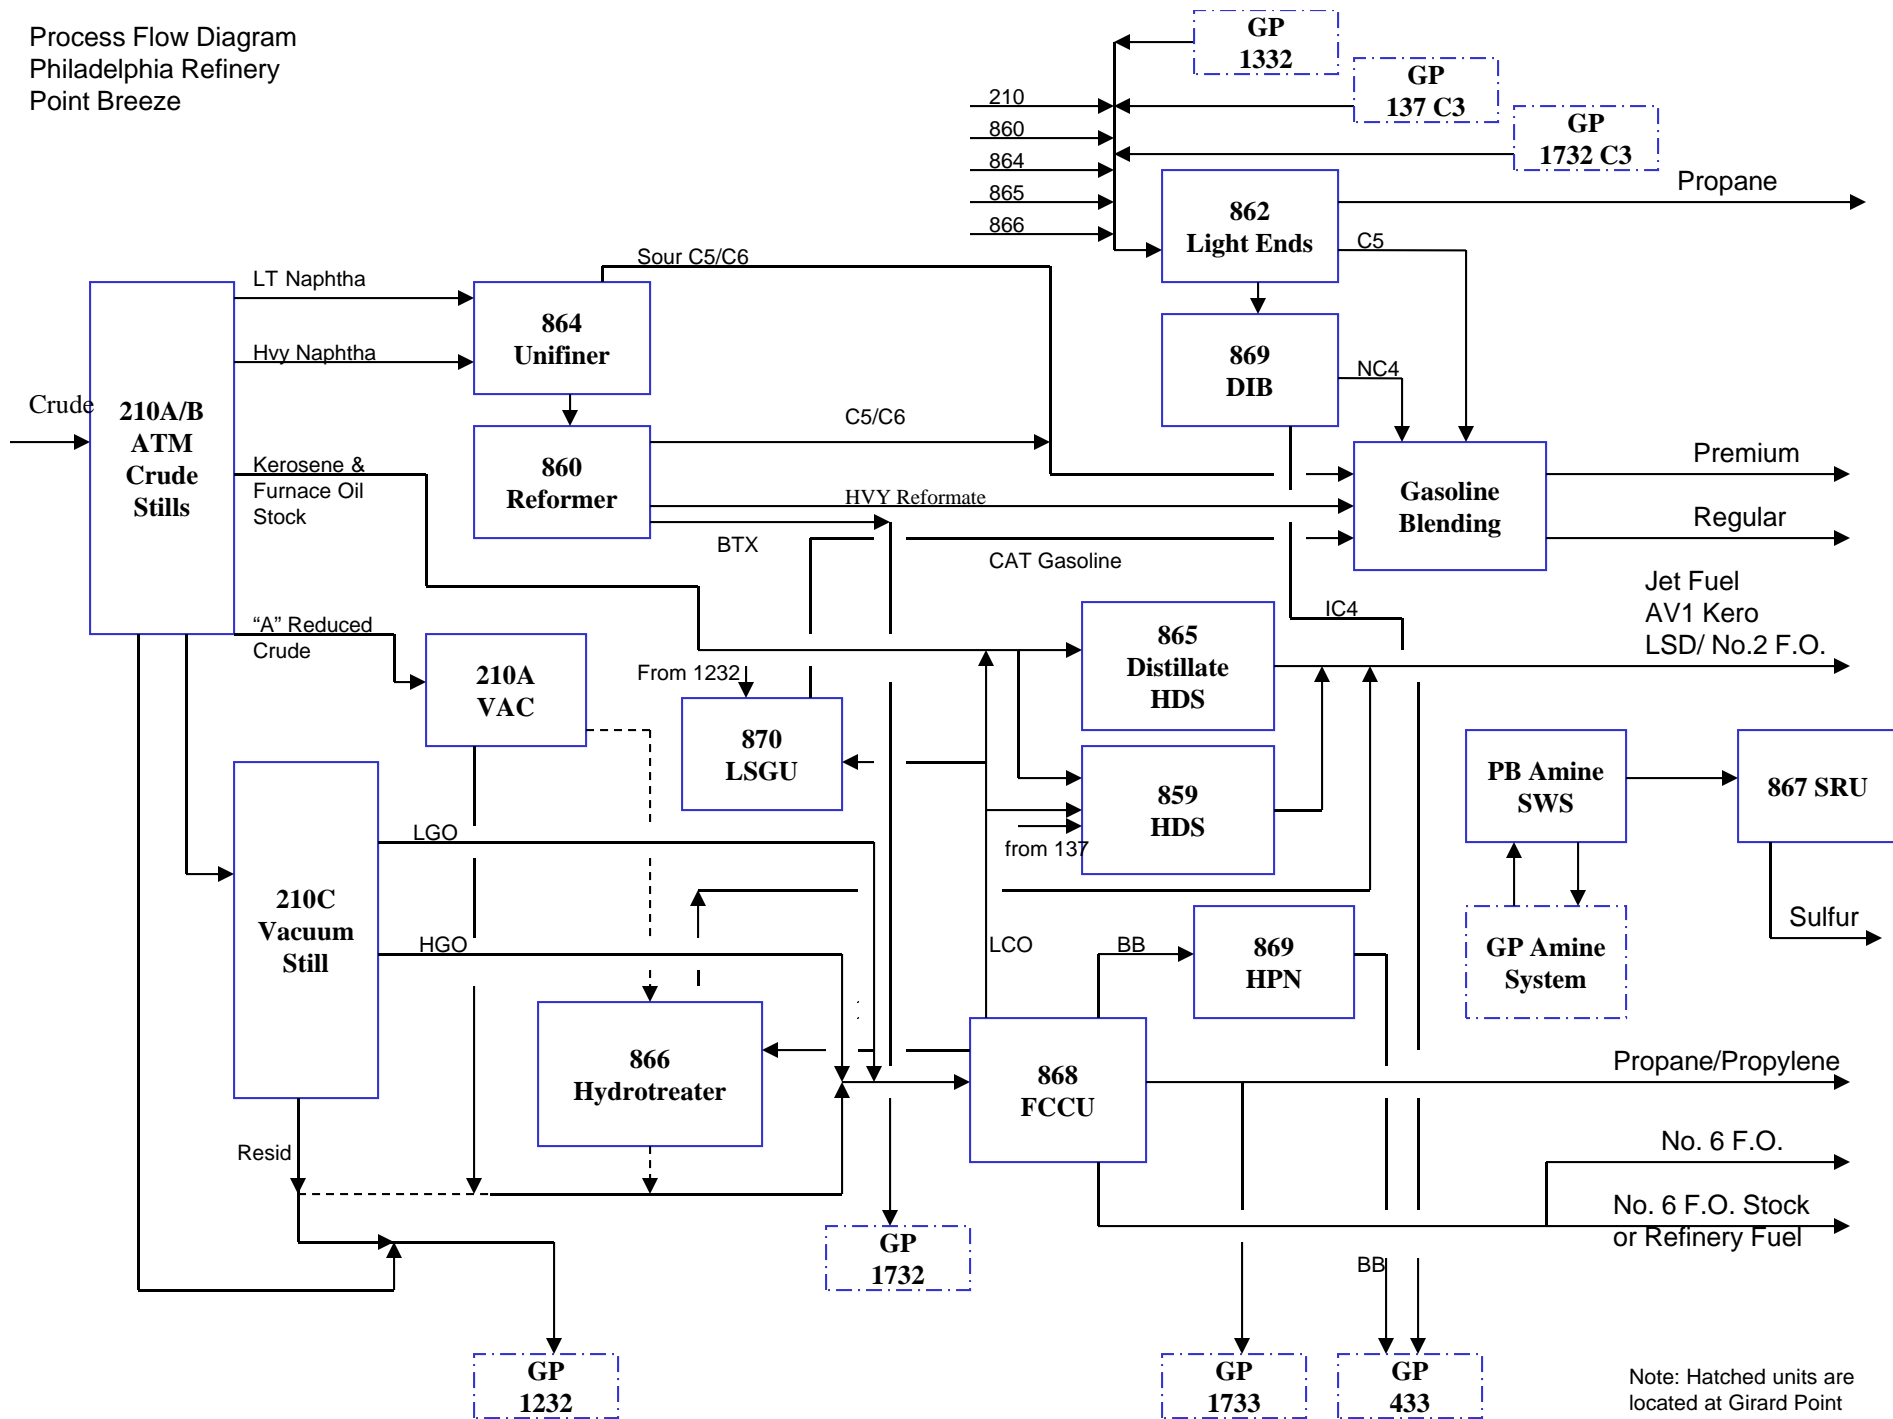 Process Flow Diagram
Philadelphia Refinery
Point Breeze
GP
1332
GP
137 C3
GP
1732 C3
210
860
864
865
866
862
Light Ends
Propane
C5
Sour C5/C6
LT Naphtha
Hvy Naphtha
864
Unifiner
869
DIB
NC4
Crude
210A/B
ATM
Crude
Stills
Kerosene &
Furnace Oil
Stock
860
Reformer
C5/C6
HVY Reformate
BTX
CAT Gasoline
Gasoline
Blending
Premium
Regular
Jet Fuel
AV1 Kero
LSD/ No.2 F.O.
IC4
“A” Reduced
Crude
210A
VAC
From 1232
870
LSGU
865
Distillate
HDS
859
HDS
from 137
PB Amine
SWS
867 SRU
LGO
210C
Vacuum
Still
HGO
LCO
BB
869
HPN
GP Amine
System
Sulfur
866
Hydrotreater
868
FCCU
Propane/Propylene
Resid
No. 6 F.O.
No. 6 F.O. Stock
or Refinery Fuel
GP
1732
BB
GP
1232
GP
1733
GP
433
Note: Hatched units are
located at Girard Point